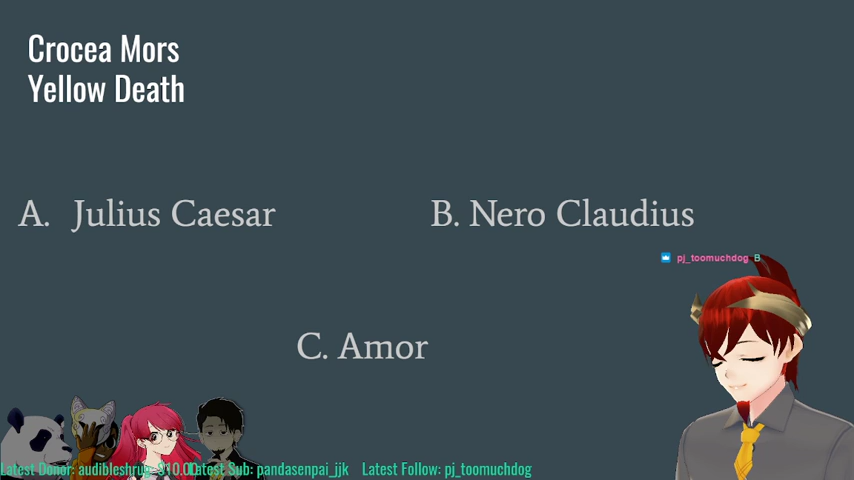 Crocea Mors
Yellow Death
A. Julius Caesar
B. Nero Claudius
pj_toomuchdog B
C. Amor
Latest Donor: audibleshrug: Latest Sub: pandasenpai_jjk Latest Follow: pj_toomuchdog